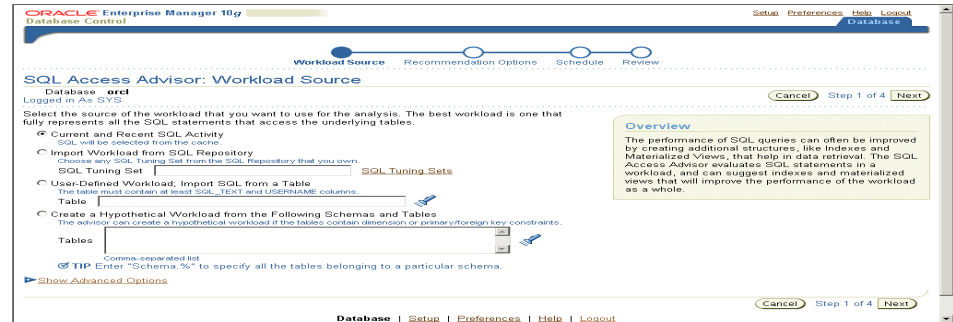 ORACLE Enterprise Manager 10g
Database Control
Setup Preferences Help Logout
Database
Workload Source Recommendation Options Schedule Review
SQL Access Advisor: Workload Source
Database orcl
Logged in As SYS
Cancel Step 1 of 4 Next
Select the source of the workload that you want to use for the analysis. The best workload is one that
fully represents all the SQL statements that access the underlying tables.
Current and Recent SQL Activity
SQL will be selected from the cache.
Import Workload from SQL Repository
Choose any SQL Tuning Set from the SQL Repository that you own.
SQL Tuning Set SQL Tuning Sets
User-Defined Workload; Import SQL from a Table
The table must contain at least SQL_TEXT and USERNAME columns.
Table
Create a Hypothetical Workload from the Following Schemas and Tables
The advisor can create a hypothetical workload if the tables contain dimension or primary/foreign key constraints.
Tables
Comma-separated list
TIP Enter "Schema.%" to specify all the tables belonging to a particular schema.
Show Advanced Options
Overview
The performance of SQL queries can often be improved
by creating additional structures, like Indexes and
Materialized Views, that help in data retrieval. The SQL
Access Advisor evaluates SQL statements in a
workload, and can suggest indexes and materialized
views that will improve the performance of the workload
as a whole.
Cancel Step 1 of 4 Next
Database | Setup | Preferences | Help | Logout